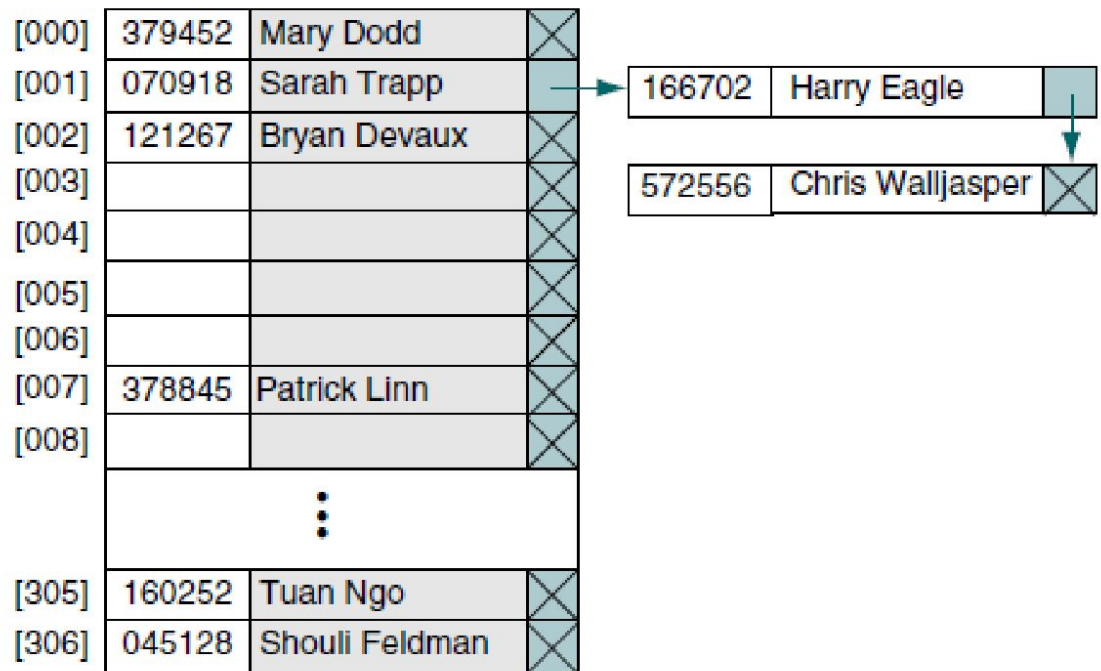 [000] 379452 Mary Dodd
[001] 070918 Sarah Trapp 166702 Harry Eagle
[002] 121267 Bryan Devaux
[003] 572556 Chris Walljasper
[004]
[005]
[006]
[007] 378845 Patrick Linn
[008]
[305] 160252 Tuan Ngo
[306] 045128 Shouli Feldman